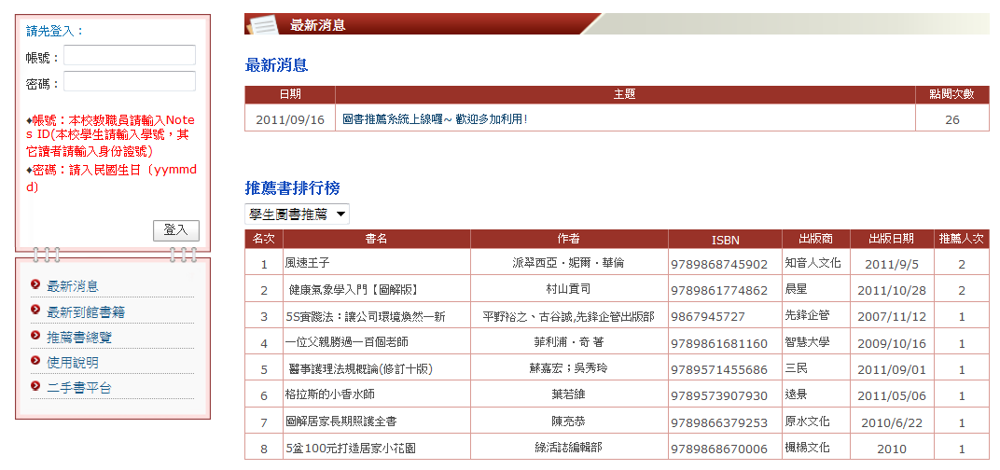 請先登入：
帳號：
密碼：
♦帳號：本校教職員請輸入Note
s ID(本校學生請輸入學號，其
它讀者請輸入身份證號)
♦密碼：請入民國生日（yymmd
d）
登入
最新消息
最新到館書籍
推薦書總覽
使用說明
二手書平台
最新消息
最新消息
日期 主題 點閱次數
2011/09/16 圖書推薦系統上線囉~ 歡迎多加利用! 26
推薦書排行榜
學生圖書推薦
名次 書名 作者 ISBN 出版商 出版日期 推薦人次
1 風速王子 派翠西亞・妮爾・華倫 9789868745902 知音人文化 2011/9/5 2
2 健康氣象學入門【圖解版】 村山貢司 9789861774862 晨星 2011/10/28 2
3 5S實踐法：讓公司環境煥然一新 平野裕之、古谷誠,先鋒企管出版部 9867945727 先鋒企管 2007/11/12 1
4 一位父親勝過一百個老師 菲利浦・奇 著 9789861681160 智慧大學 2009/10/16 1
5 醫事護理法規概論(修訂十版) 蘇嘉宏；吳秀玲 9789571455686 三民 2011/09/01 1
6 格拉斯的小香水師 葉若維 9789573907930 遠景 2011/05/06 1
7 圖解居家長期照護全書 陳亮恭 9789866379253 原水文化 2010/6/22 1
8 5盆100元打造居家小花園 綠活誌編輯部 9789868670006 楓楊文化 2010 1